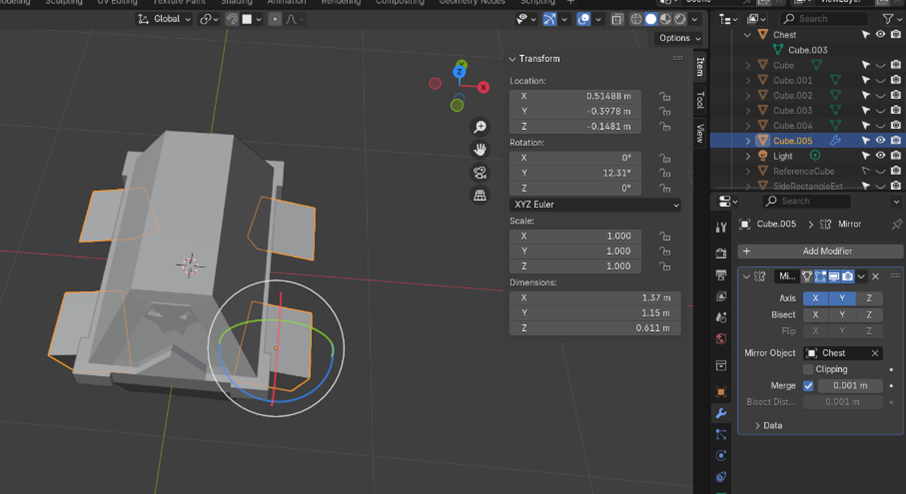 Sculpting UV Editing Texture Paint Shading Animation Rendering Compositing Geometry Nodes Scripting +
Scene ViewLayer
Global
Search
Options
Transform
Location:
X 0.51488 m
Y -0.3978 m
Z -0.1481 m
Rotation:
X 0°
Y 12.31°
Z 0°
XYZ Euler
Scale:
X 1.000
Y 1.000
Z 1.000
Dimensions:
X 1.37 m
Y 1.15 m
Z 0.611 m
Item
Tool
View
Y
Z
X
Chest
Cube.003
Cube
Cube.001
Cube.002
Cube.003
Cube.004
Cube.005
Light
ReferenceCube
SideRectangleExt
Search
Cube.005 > Mirror
+ Add Modifier
Mi...
Axis X Y Z
Bisect X Y Z
Flip X Y Z
Mirror Object Chest
Clipping
Merge 0.001 m
Bisect Dist... 0.001 m
Data